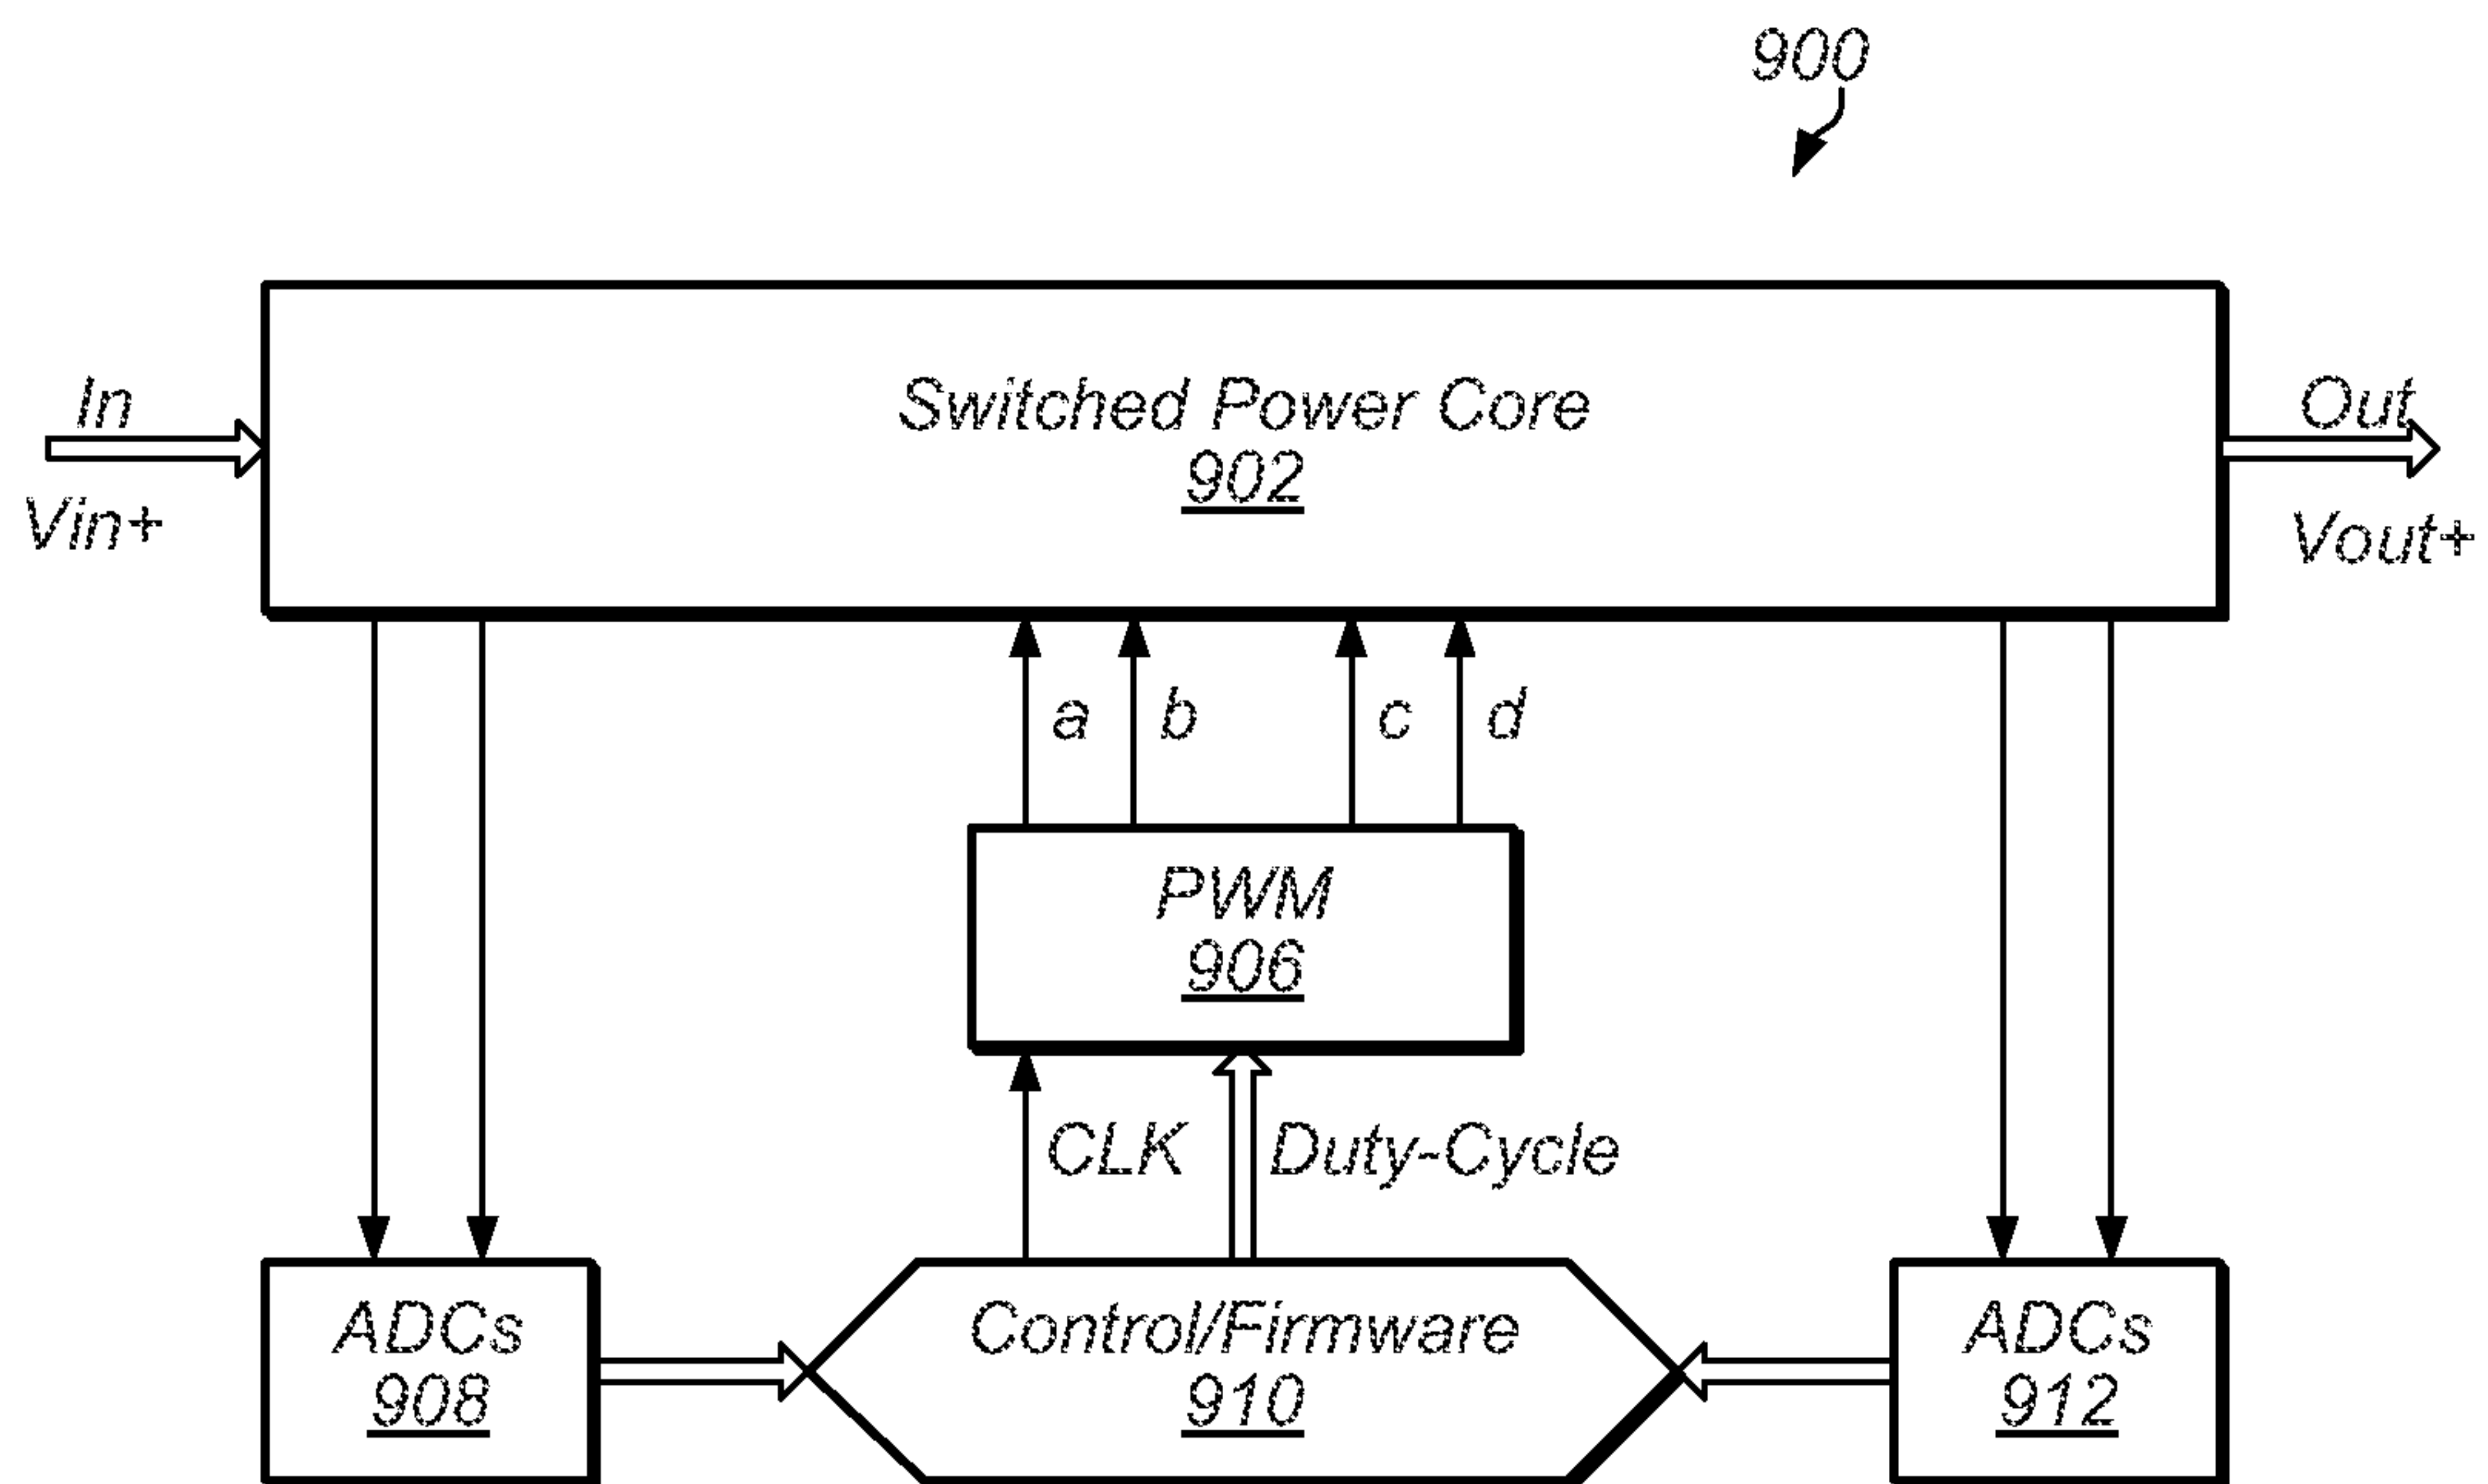 900
In
Vin+
Switched Power Core
902
Out
Vout+
a b c d
PWM
906
CLK Duty-Cycle
ADCs
908
Control/Firmware
910
ADCs
912